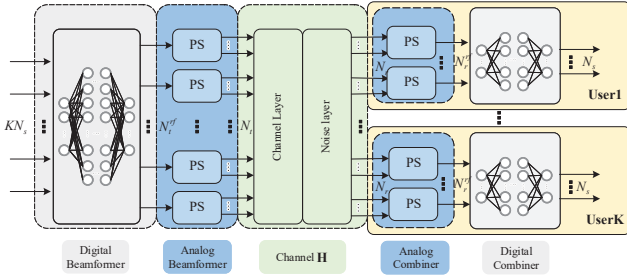 KN_s
N_t^{rf}
PS
PS
PS
PS
N_t
Channel Layer
Noise layer
PS
PS
N_r^{rf}
N_s
User1
PS
PS
N_r
N_r^{rf}
N_s
UserK
Digital
Beamformer
Analog
Beamformer
Channel H
Analog
Combiner
Digital
Combiner